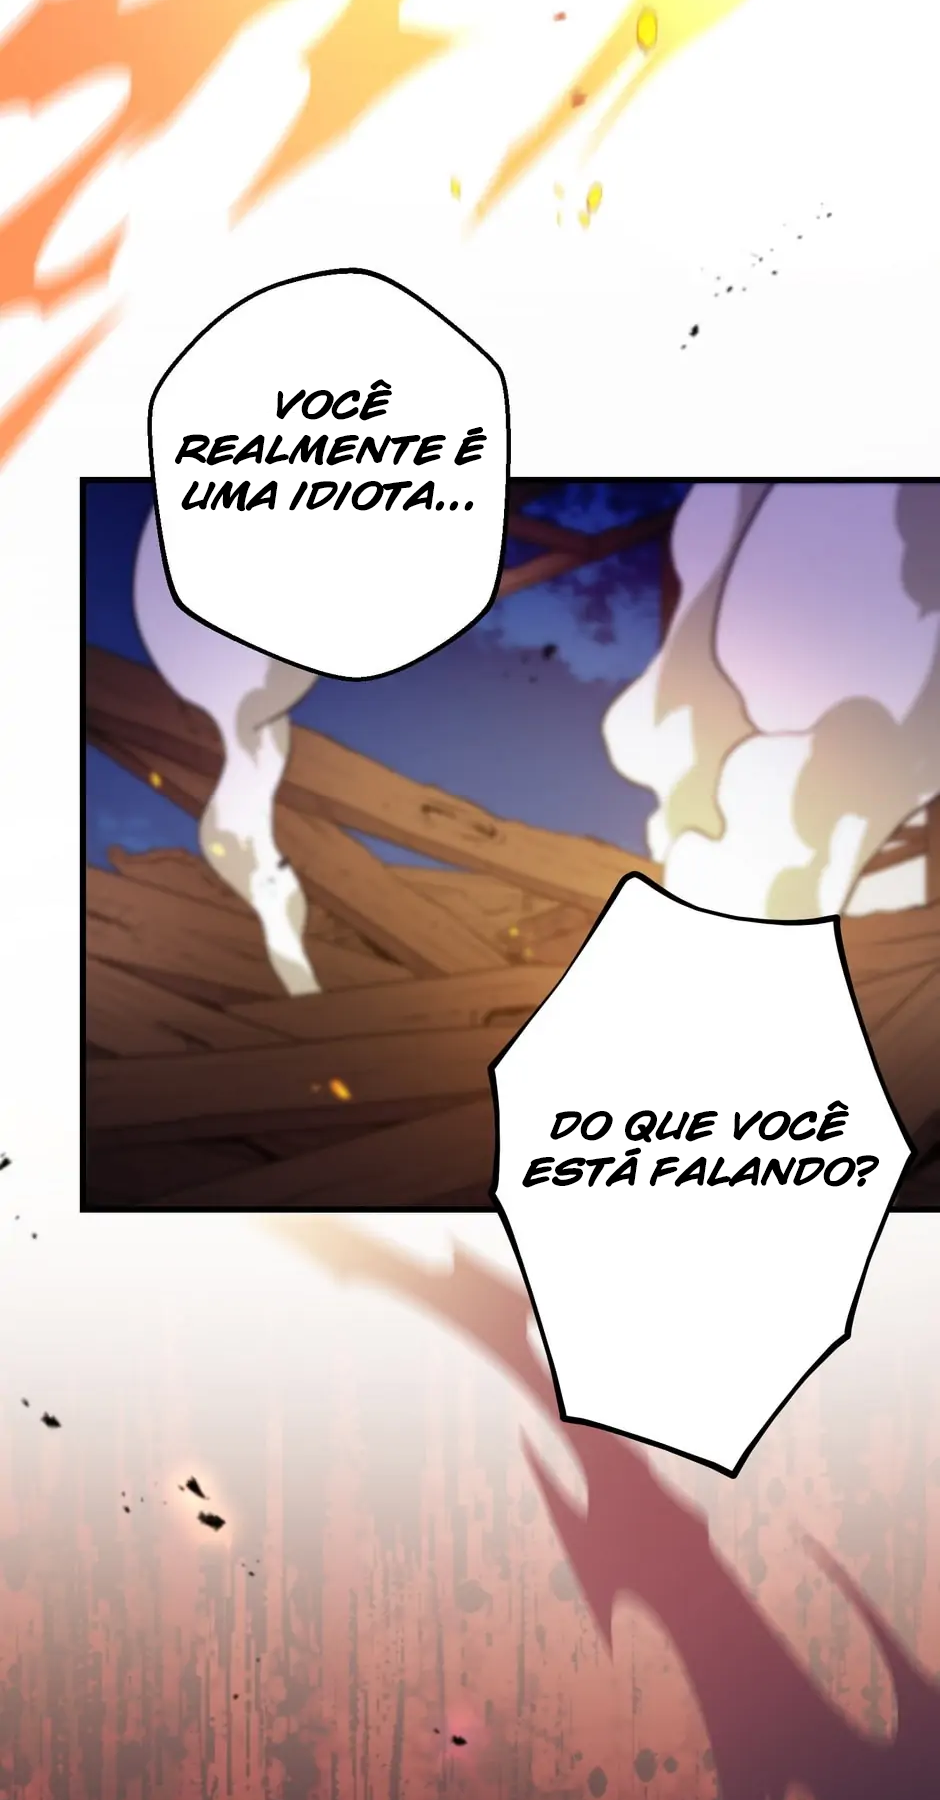 VOCÊ
REALMENTE É
UMA IDIOTA...
DO QUE VOCÊ
ESTÁ FALANDO?